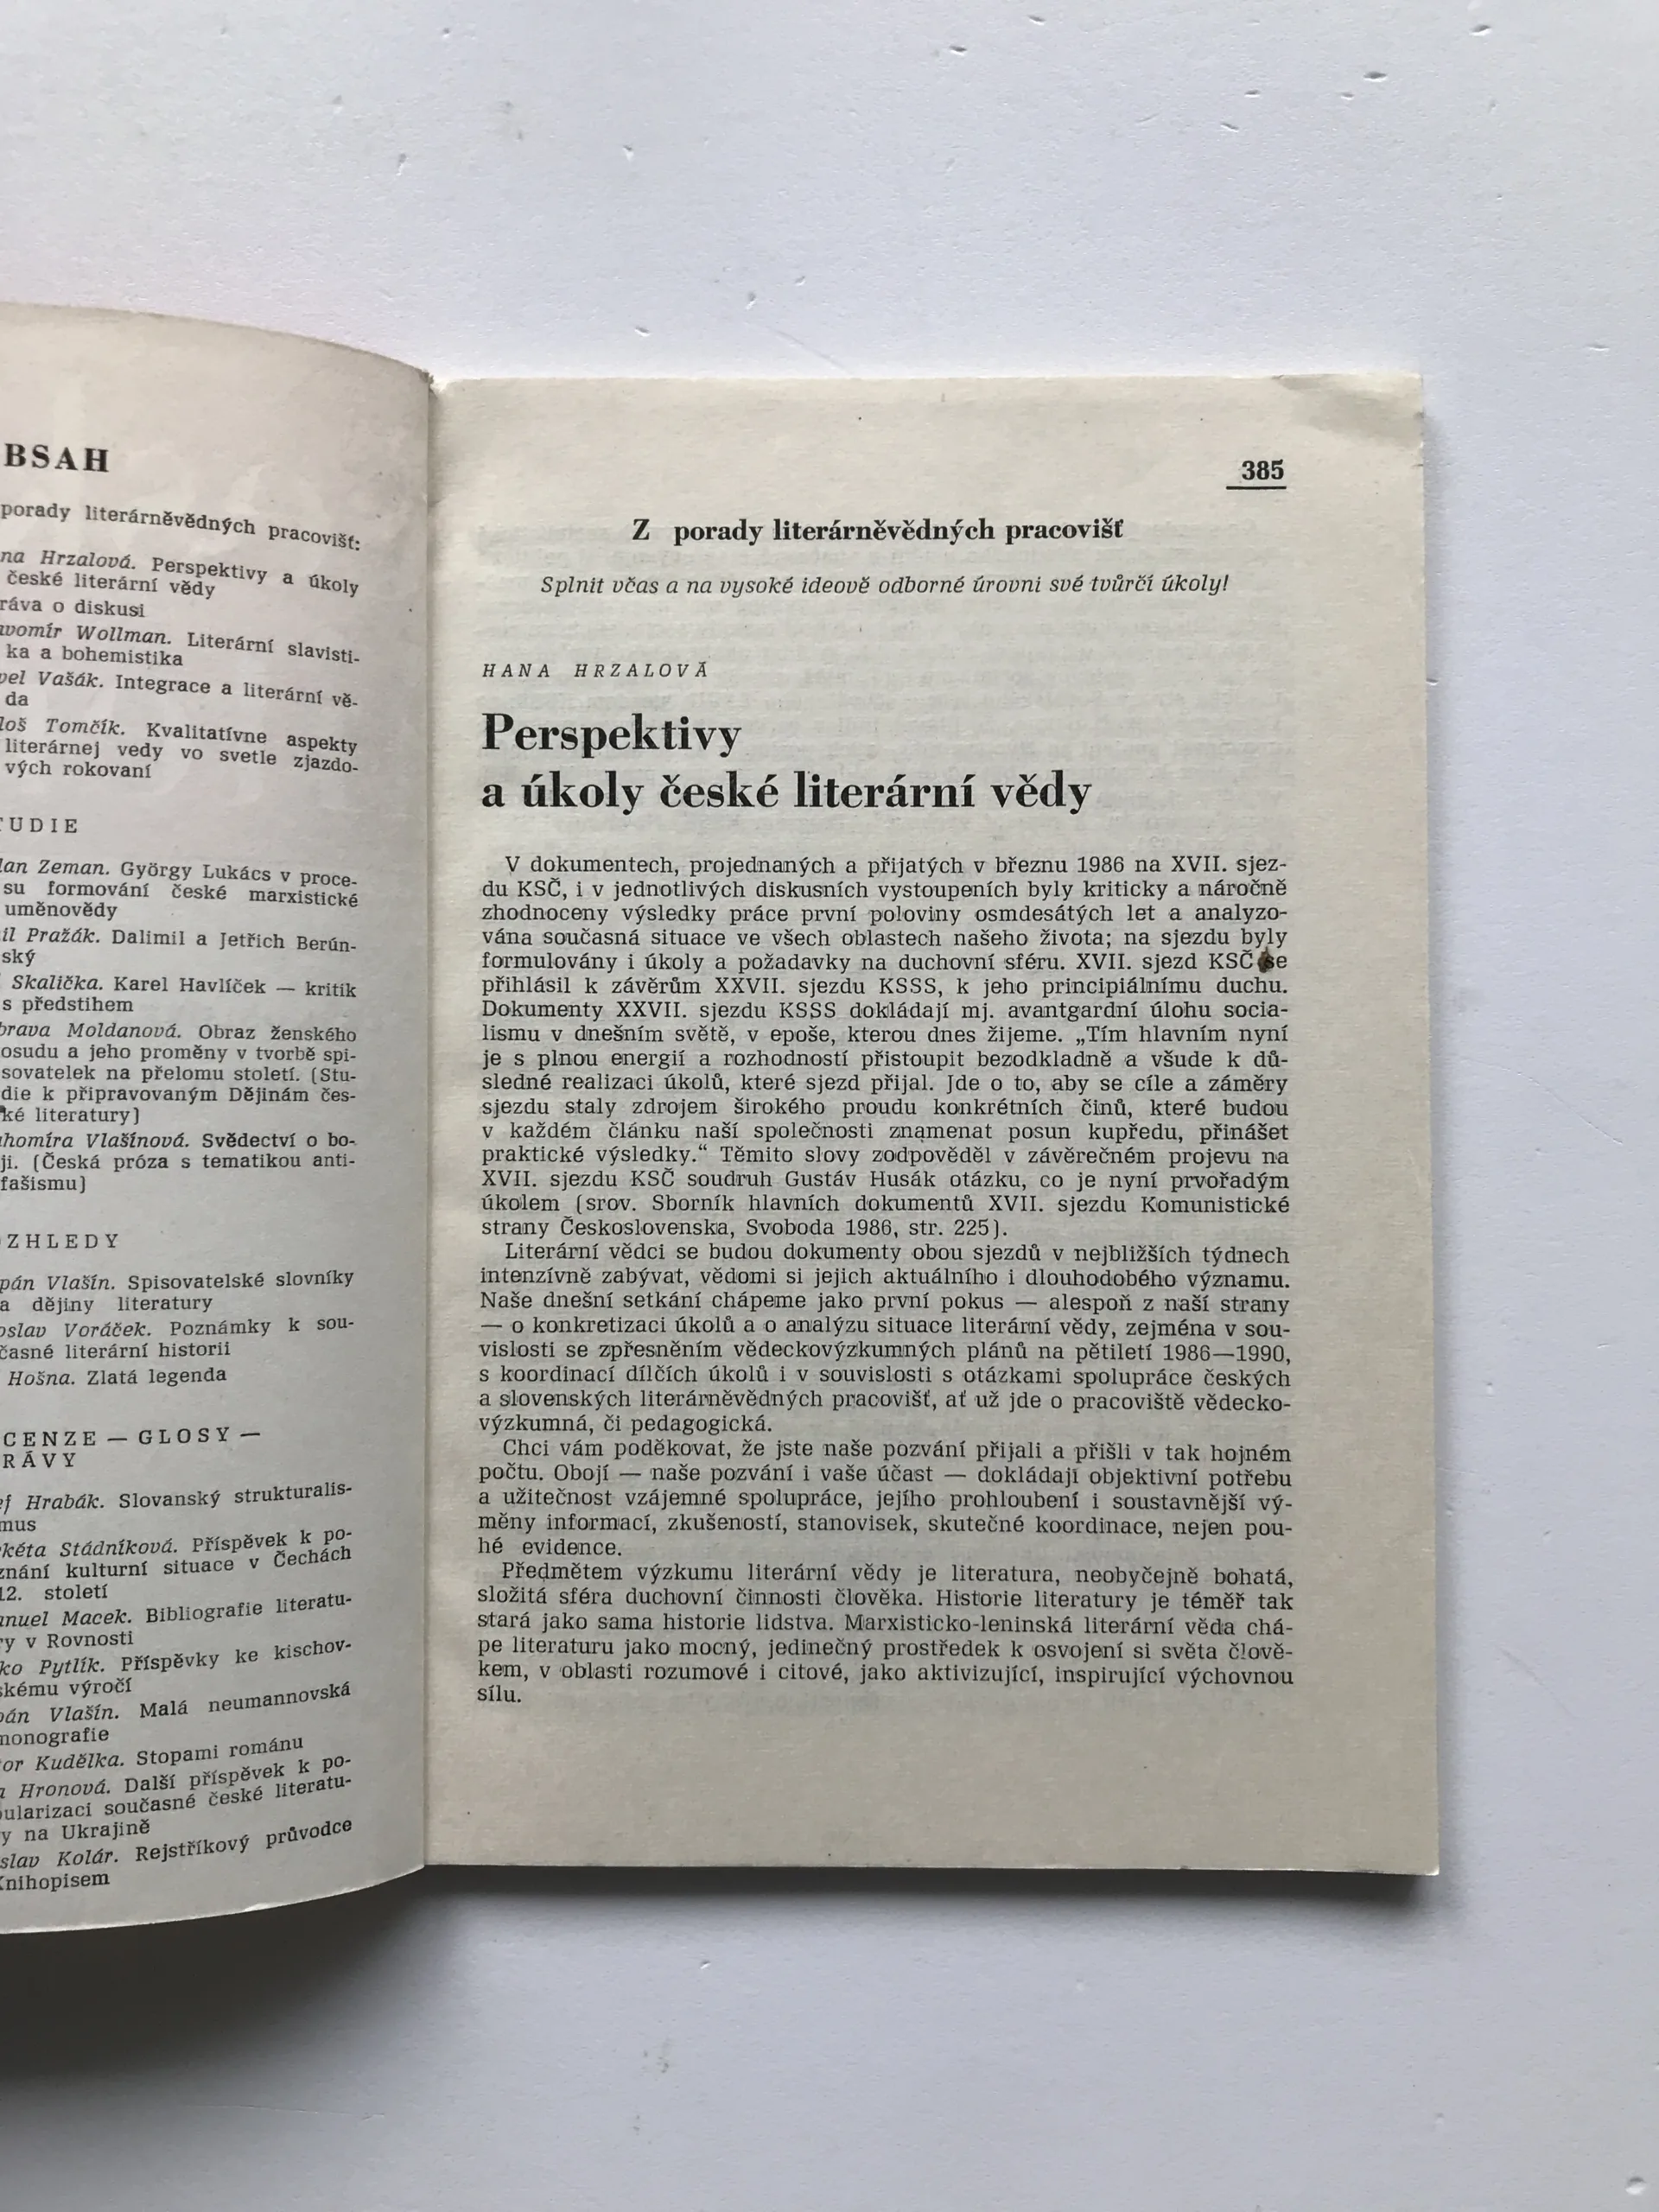 BSAH
porady literárněvědných pracovišť:
na Hrzalová. Perspektivy a úkoly
české literární vědy
ráva o diskusi
vomír Wollman. Literární slavisti-
ka a bohemistika
vel Vašák. Integrace a literární vě-
da
loš Tomčík. Kvalitatívne aspekty
literárnej vedy vo svetle zjazdo-
vých rokovaní
TUDIE
lan Zeman. György Lukács v proce-
su formování české marxistické
uměnovědy
il Pražák. Dalimil a Jetřich Berún-
ský
Skalička. Karel Havlíček — kritik
s předstihem
brava Moldanová. Obraz ženského
osudu a jeho proměny v tvorbě spi-
sovatelek na přelomu století. (Stu-
die k připravovaným Dějinám čes-
ké literatury)
ahomíra Vlašínová. Svědectví o bo-
ji. (Česká próza s tematikou anti-
fašismu)
OZHLEDY
pán Vlašín. Spisovatelské slovníky
a dějiny literatury
oslav Voráček. Poznámky k sou-
časné literární historii
Hošna. Zlatá legenda
CENZE — GLOSY —
RÁVY
ef Hrabák. Slovanský strukturalis-
mus
kéta Stádníková. Příspěvek k po-
znání kulturní situace v Čechách
12. století
anuel Macek. Bibliografie literatu-
ry v Rovnosti
ko Pytlík. Příspěvky ke kischov-
skému výročí
pán Vlašín. Malá neumannovská
monografie
tor Kudělka. Stopami románu
a Hronová. Další příspěvek k po-
pularizaci současné české literatu-
ry na Ukrajině
slav Kolár. Rejstříkový průvodce
Knihopisem
385
Z porady literárněvědných pracovišť
Splnit včas a na vysoké ideově odborné úrovni své tvůrčí úkoly!
HANA HRZALOVÁ
Perspektivy
a úkoly české literární vědy
V dokumentech, projednaných a přijatých v březnu 1986 na XVII. sjez-
du KSČ, i v jednotlivých diskusních vystoupeních byly kriticky a náročně
zhodnoceny výsledky práce první poloviny osmdesátých let a analyzo-
vána současná situace ve všech oblastech našeho života; na sjezdu byly
formulovány i úkoly a požadavky na duchovní sféru. XVII. sjezd KSČ se
přihlásil k závěrům XXVII. sjezdu KSSS, k jeho principiálnímu duchu.
Dokumenty XXVII. sjezdu KSSS dokládají mj. avantgardní úlohu socia-
lismu v dnešním světě, v epoše, kterou dnes žijeme. „Tím hlavním nyní
je s plnou energií a rozhodností přistoupit bezodkladně a všude k dů-
sledné realizaci úkolů, které sjezd přijal. Jde o to, aby se cíle a záměry
sjezdu staly zdrojem širokého proudu konkrétních činů, které budou
v každém článku naší společnosti znamenat posun kupředu, přinášet
praktické výsledky.“ Těmito slovy zodpověděl v závěrečném projevu na
XVII. sjezdu KSČ soudruh Gustáv Husák otázku, co je nyní prvořadým
úkolem (srov. Sborník hlavních dokumentů XVII. sjezdu Komunistické
strany Československa, Svoboda 1986, str. 225).
Literární vědci se budou dokumenty obou sjezdů v nejbližších týdnech
intenzívně zabývat, vědomi si jejich aktuálního i dlouhodobého významu.
Naše dnešní setkání chápeme jako první pokus — alespoň z naší strany
— o konkretizaci úkolů a o analýzu situace literární vědy, zejména v sou-
vislosti se zpřesněním vědeckovýzkumných plánů na pětiletí 1986—1990,
s koordinací dílčích úkolů i v souvislosti s otázkami spolupráce českých
a slovenských literárněvědných pracovišť, ať už jde o pracoviště vědecko-
výzkumná, či pedagogická.
Chci vám poděkovat, že jste naše pozvání přijali a přišli v tak hojném
počtu. Obojí — naše pozvání i vaše účast — dokládají objektivní potřebu
a užitečnost vzájemné spolupráce, jejího prohloubení i soustavnější vý-
měny informací, zkušeností, stanovisek, skutečné koordinace, nejen pou-
hé evidence.
Předmětem výzkumu literární vědy je literatura, neobyčejně bohatá,
složitá sféra duchovní činnosti člověka. Historie literatury je téměř tak
stará jako sama historie lidstva. Marxisticko-leninská literární věda chá-
pe literaturu jako mocný, jedinečný prostředek k osvojení si světa člově-
kem, v oblasti rozumové i citové, jako aktivizující, inspirující výchovnou
sílu.